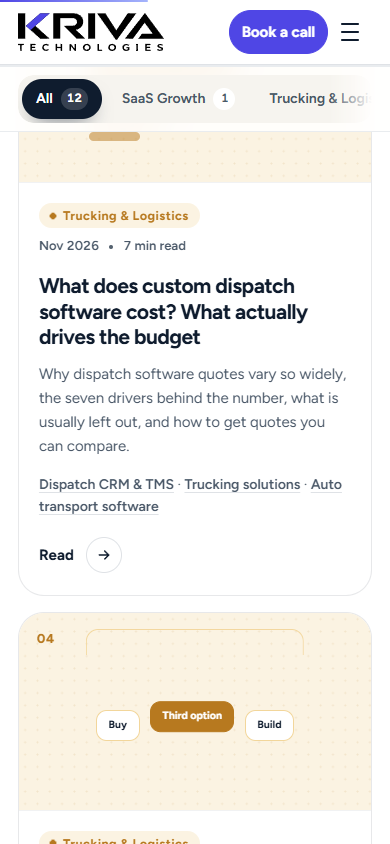 KRIVA
TECHNOLOGIES
Book a call
All 12
SaaS Growth 1
Trucking & Logi
Trucking & Logistics
Nov 2026 • 7 min read
What does custom dispatch
software cost? What actually
drives the budget
Why dispatch software quotes vary so widely,
the seven drivers behind the number, what is
usually left out, and how to get quotes you
can compare.
Dispatch CRM & TMS · Trucking solutions · Auto
transport software
Read →
04
Buy
Third option
Build
Trucking & Logistics